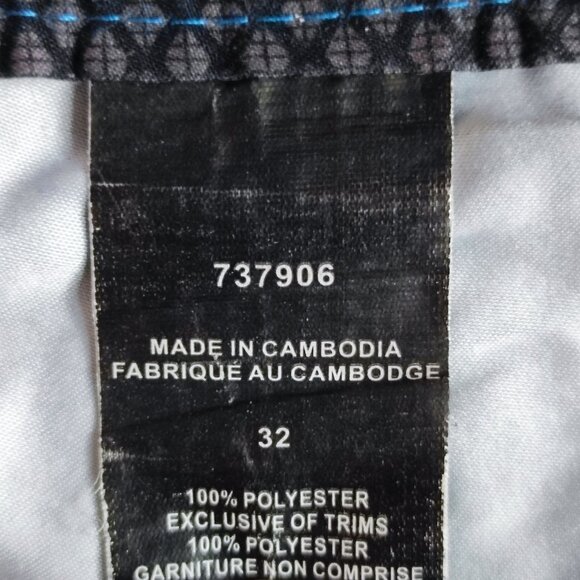 737906
MADE IN CAMBODIA
FABRIQUÉ AU CAMBODGE
32
100% POLYESTER
EXCLUSIVE OF TRIMS
100% POLYESTER
GARNITURE NON COMPRISE